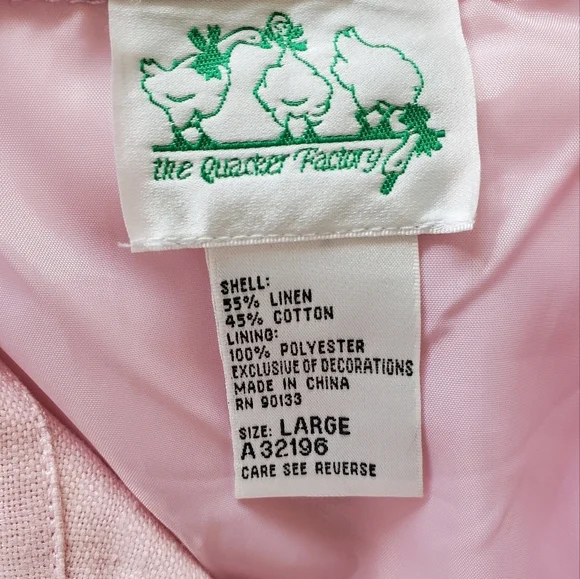 the Quacker Factory
SHELL:
55% LINEN
45% COTTON
LINING:
100% POLYESTER
EXCLUSIVE OF DECORATIONS
MADE IN CHINA
RN 90133
SIZE: LARGE
A32196
CARE SEE REVERSE